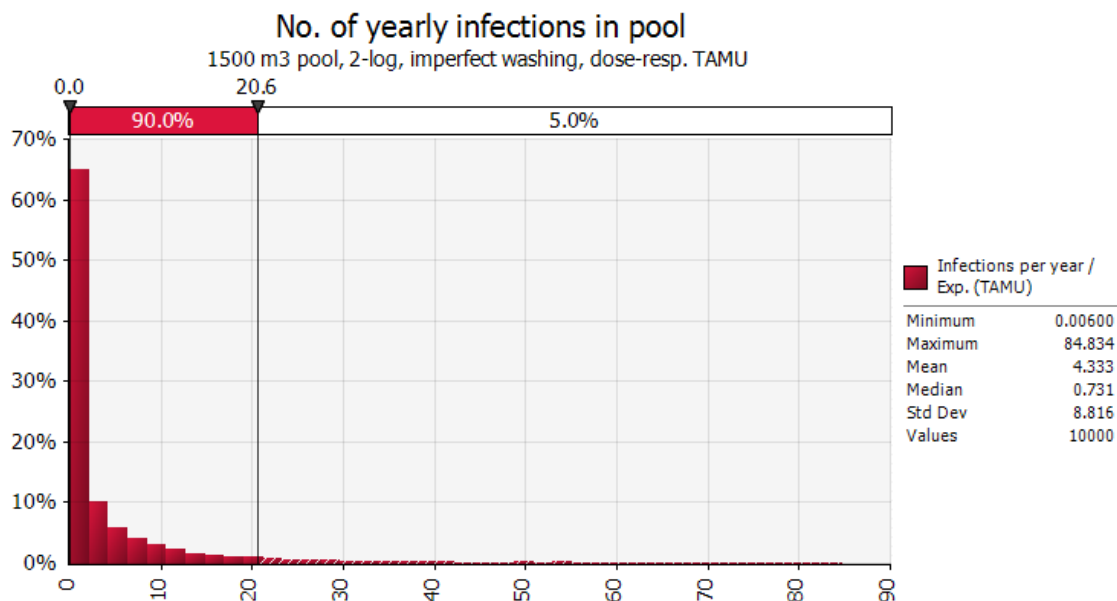 No. of yearly infections in pool
1500 m3 pool, 2-log, imperfect washing, dose-resp. TAMU
0.0 20.6
90.0% 5.0%
70%
60%
50%
40%
30%
20%
10%
0%
0 10 20 30 40 50 60 70 80 90
Infections per year /
Exp. (TAMU)
Minimum 0.00600
Maximum 84.834
Mean 4.333
Median 0.731
Std Dev 8.816
Values 10000